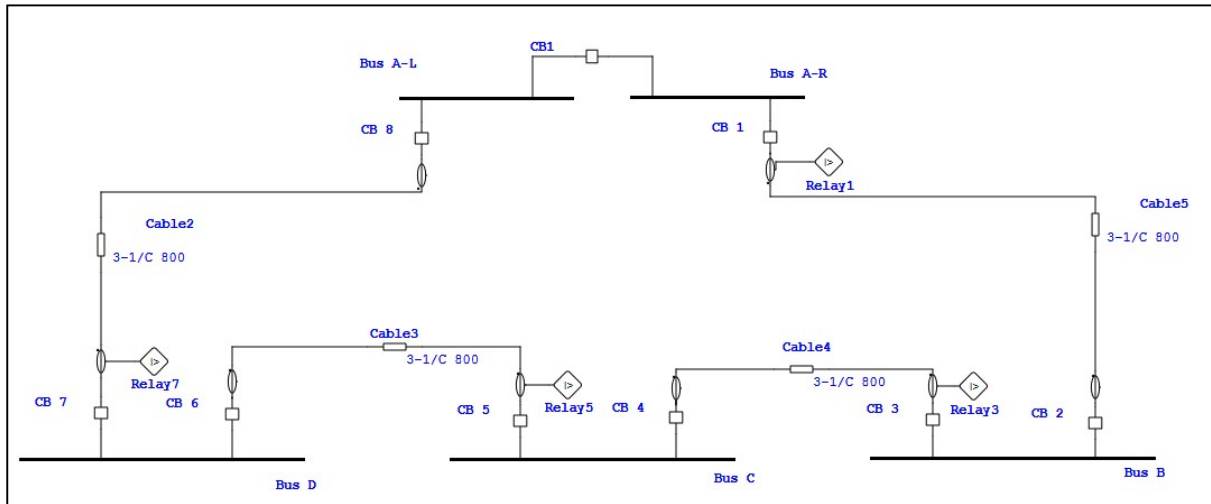 CB1
Bus A-L
Bus A-R
CB 8
CB 1
I>
Relay1
Cable2
3-1/C 800
Cable5
3-1/C 800
Cable3
3-1/C 800
Cable4
3-1/C 800
I>
Relay7
CB 7
CB 6
I>
Relay5
CB 5
CB 4
I>
Relay3
CB 3
CB 2
Bus D
Bus C
Bus B